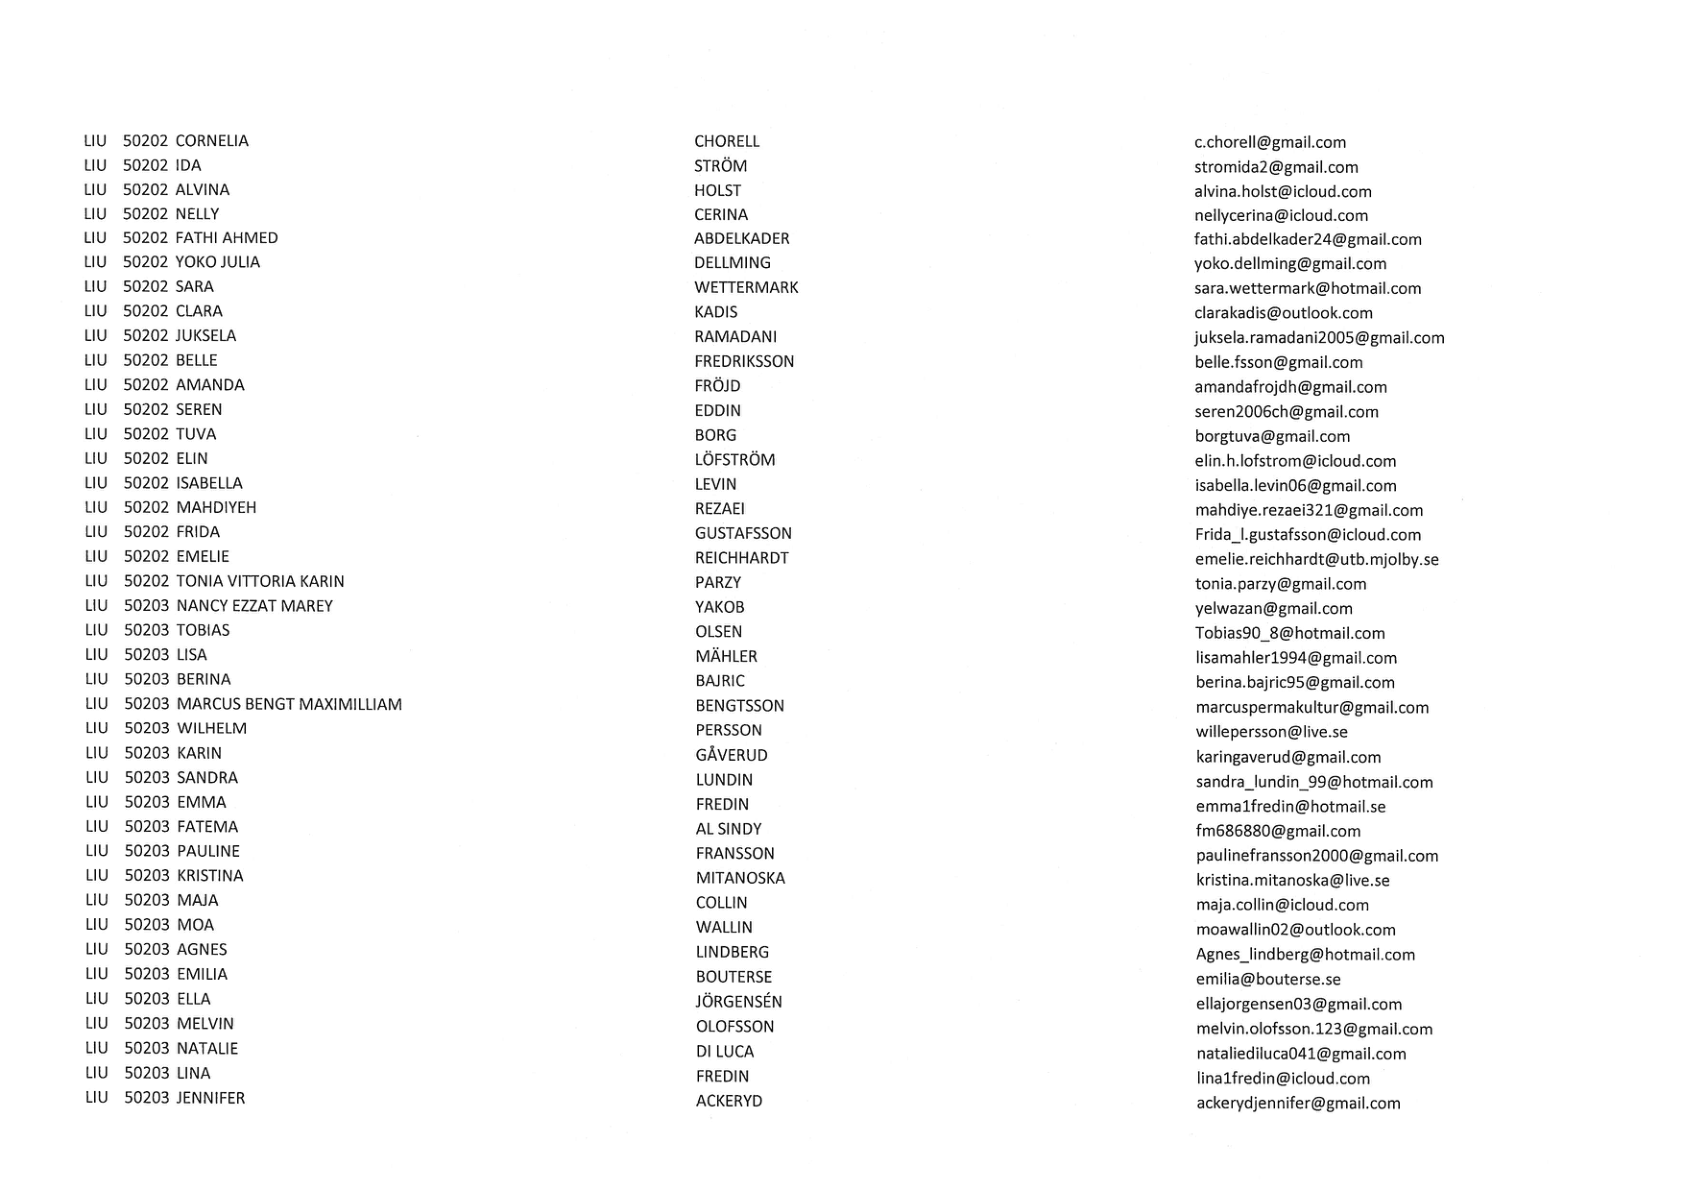 LIU 50202 CORNELIA CHORELL c.chorell@gmail.com
LIU 50202 IDA STRÖM stromida2@gmail.com
LIU 50202 ALVINA HOLST alvina.holst@icloud.com
LIU 50202 NELLY CERINA nellycerina@icloud.com
LIU 50202 FATHI AHMED ABDELKADER fathi.abdelkader24@gmail.com
LIU 50202 YOKO JULIA DELLMING yoko.dellming@gmail.com
LIU 50202 SARA WETTERMARK sara.wettermark@hotmail.com
LIU 50202 CLARA KADIS clarakadis@outlook.com
LIU 50202 JUKSELA RAMADANI juksela.ramadani2005@gmail.com
LIU 50202 BELLE FREDRIKSSON belle.fsson@gmail.com
LIU 50202 AMANDA FRÖJD amandafrojdh@gmail.com
LIU 50202 SEREN EDDIN seren2006ch@gmail.com
LIU 50202 TUVA BORG borgtuva@gmail.com
LIU 50202 ELIN LÖFSTRÖM elin.h.lofstrom@icloud.com
LIU 50202 ISABELLA LEVIN isabella.levin06@gmail.com
LIU 50202 MAHDIYEH REZAEI mahdiye.rezaei321@gmail.com
LIU 50202 FRIDA GUSTAFSSON Frida_l.gustafsson@icloud.com
LIU 50202 EMELIE REICHHARDT emelie.reichhardt@utb.mjolby.se
LIU 50202 TONIA VITTORIA KARIN PARZY tonia.parzy@gmail.com
LIU 50203 NANCY EZZAT MAREY YAKOB yelwazan@gmail.com
LIU 50203 TOBIAS OLSEN Tobias90_8@hotmail.com
LIU 50203 LISA MÄHLER lisamahler1994@gmail.com
LIU 50203 BERINA BAJRIC berina.bajric95@gmail.com
LIU 50203 MARCUS BENGT MAXIMILLIAM BENGTSSON marcuspermakultur@gmail.com
LIU 50203 WILHELM PERSSON willepersson@live.se
LIU 50203 KARIN GÅVERUD karingaverud@gmail.com
LIU 50203 SANDRA LUNDIN sandra_lundin_99@hotmail.com
LIU 50203 EMMA FREDIN emma1fredin@hotmail.se
LIU 50203 FATEMA AL SINDY fm686880@gmail.com
LIU 50203 PAULINE FRANSSON paulinefransson2000@gmail.com
LIU 50203 KRISTINA MITANOSKA kristina.mitanoska@live.se
LIU 50203 MAJA COLLIN maja.collin@icloud.com
LIU 50203 MOA WALLIN moawallin02@outlook.com
LIU 50203 AGNES LINDBERG Agnes_lindberg@hotmail.com
LIU 50203 EMILIA BOUTERSE emilia@bouterse.se
LIU 50203 ELLA JÖRGENSÉN ellajorgensen03@gmail.com
LIU 50203 MELVIN OLOFSSON melvin.olofsson.123@gmail.com
LIU 50203 NATALIE DI LUCA nataliediluca041@gmail.com
LIU 50203 LINA FREDIN lina1fredin@icloud.com
LIU 50203 JENNIFER ACKERYD ackerydjennifer@gmail.com